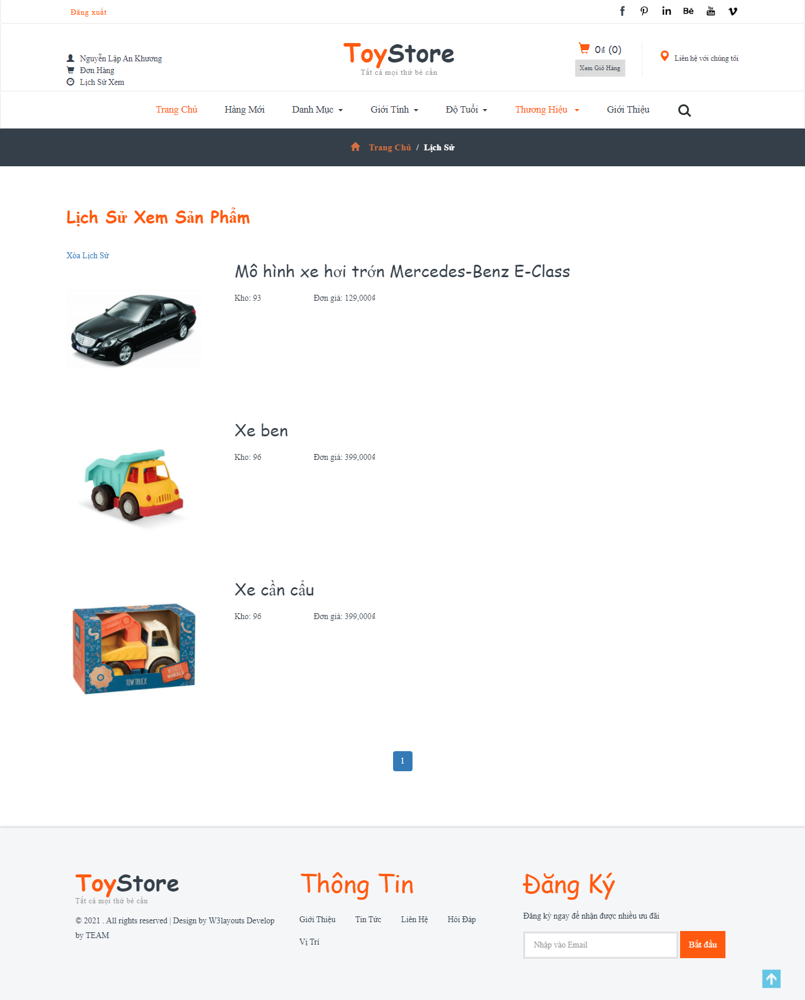 Đăng xuất
Bē
You Tube
Nguyễn Lập An Khương
Đơn Hàng
Lịch Sử Xem
ToyStore
Tất cả mọi thứ bé cần
0₫ (0)
Xem Giỏ Hàng
Liên hệ với chúng tôi
Trang Chủ Hàng Mới Danh Mục Giới Tính Độ Tuổi Thương Hiệu Giới Thiệu
Trang Chủ / Lịch Sử
Lịch Sử Xem Sản Phẩm
Xóa Lịch Sử
Mô hình xe hơi trớn Mercedes-Benz E-Class
Kho: 93 Đơn giá: 129,000₫
Xe ben
Kho: 96 Đơn giá: 399,000₫
Xe cần cẩu
Kho: 96 Đơn giá: 399,000₫
WONDER
WHEELS
TOW TRUCK
1
ToyStore
Tất cả mọi thứ bé cần
© 2021 . All rights reserved | Design by W3layouts Develop
by TEAM
Thông Tin
Giới Thiệu Tin Tức Liên Hệ Hỏi Đáp
Vị Trí
Đăng Ký
Đăng ký ngay để nhận được nhiều ưu đãi
Nhập vào Email
Bắt đầu